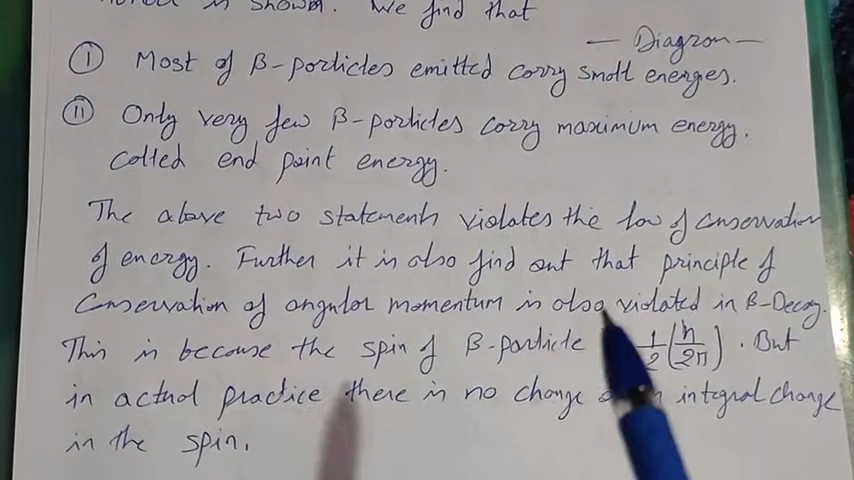 is shown. We find that
— Diagram —
(I) Most of β-particles emitted carry small energes.
(II) Only very few β-particles carry maximum energy.
called end point energy.
The above two statements violates the law of conservation
of energy. Further it is also find out that principle of
Conservation of angular momentum is also violated in β-Decay.
This is because the spin of β-particle 1/2 (h/2π). But
in actual practice there is no change integral change
in the spin.